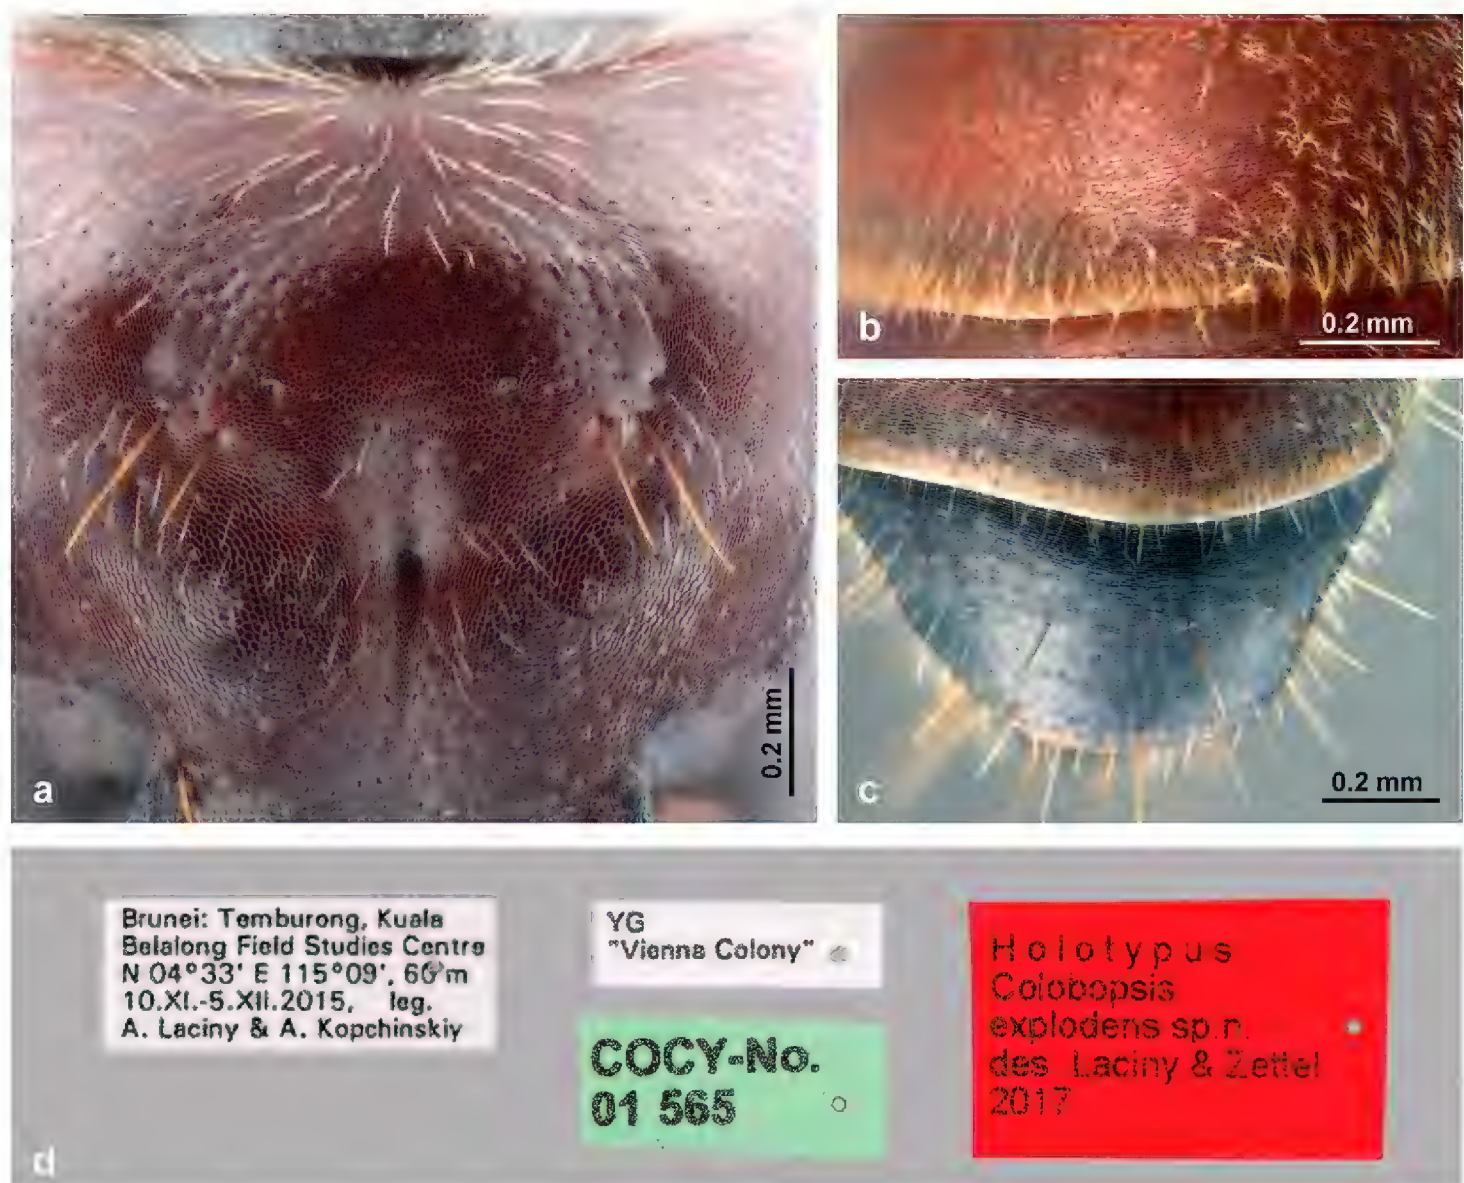 a
0.2 mm
b
0.2 mm
c
0.2 mm
Brunei: Temburong, Kuala
Belalong Field Studies Centre
N 04°33' E 115°09', 60 m
10.XI.-5.XII.2015, leg.
A. Laciny & A. Kopchinskiy
YG
"Vienna Colony"
COCY-No.
01 565
Holotypus
Colobopsis
explodens sp.n.
des Laciny & Zettel
2017
d